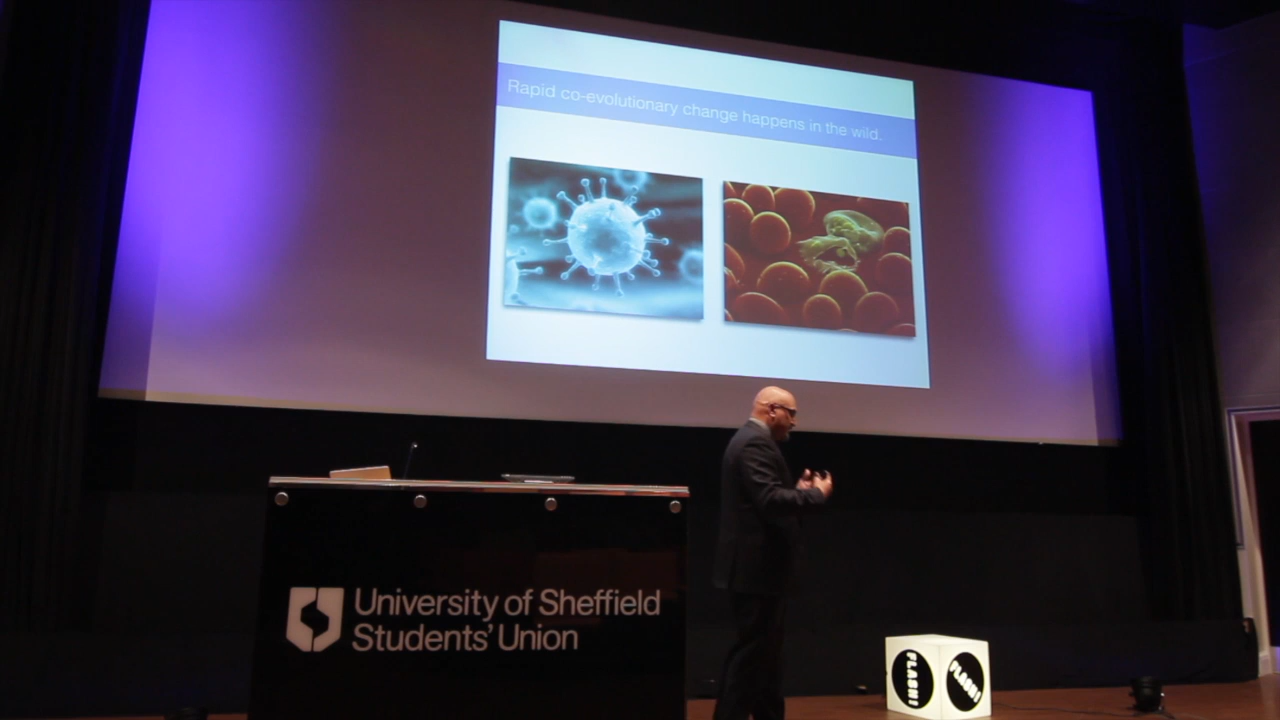 Rapid co-evolutionary change happens in the wild.
University of Sheffield
Students' Union
FLASH!
FLASH!